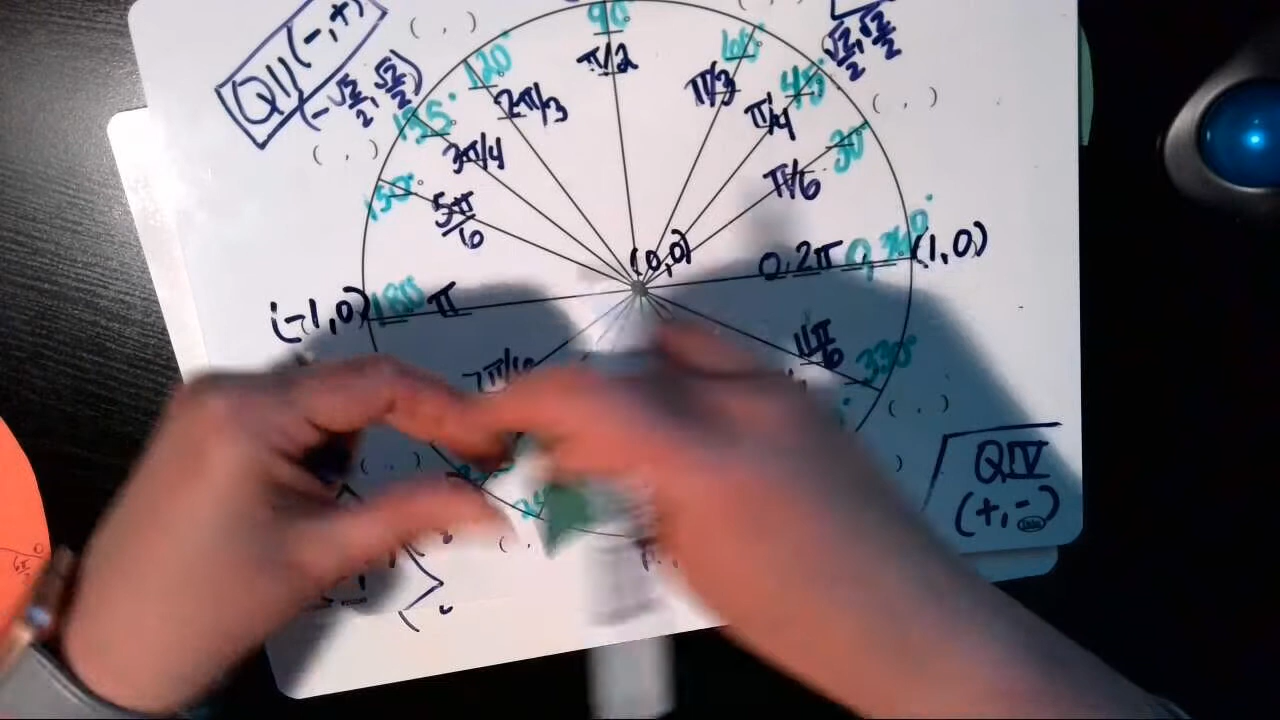 QII (-, +)
( , )
90°
( , )
120°
π/2
60°
(-√2/2, √2/2)
√2/2, √2/2
2π/3
π/3
45°
135°
π/4
( , )
( , )
3π/4
30°
150°
5π/6
π/6
(0,0)
0, 2π
0, 360°
(1,0)
(-1,0)
180°
π
11π/6
330°
( , )
( , )
QIV
(+, -)
( ,